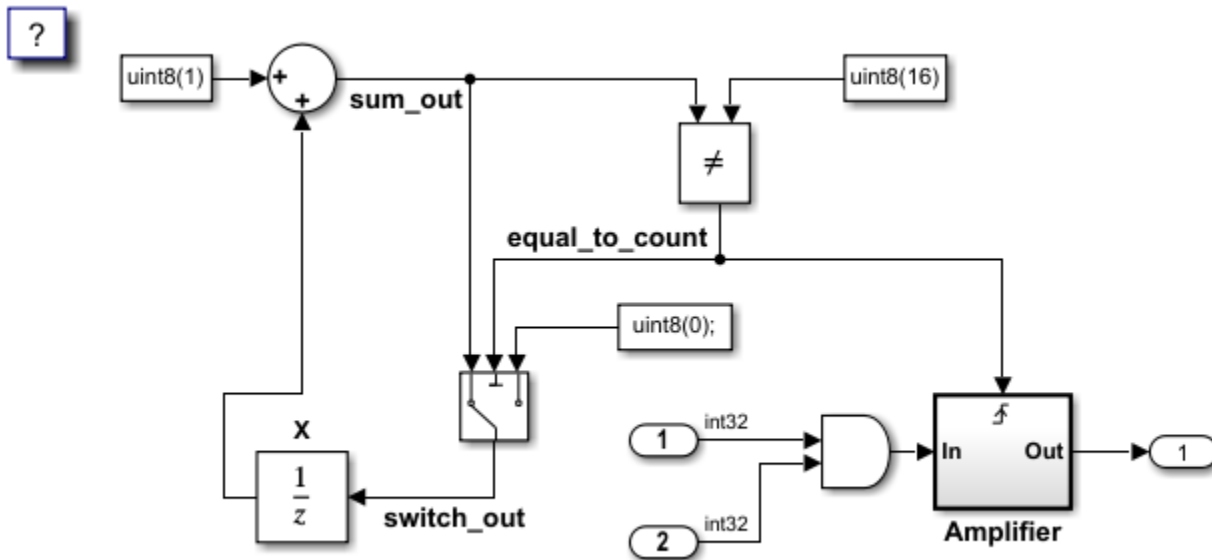 ?
uint8(1)
+
+
sum_out
uint8(16)
≠
equal_to_count
uint8(0);
X
1
z
switch_out
1
int32
2
int32
In
Out
Amplifier
1